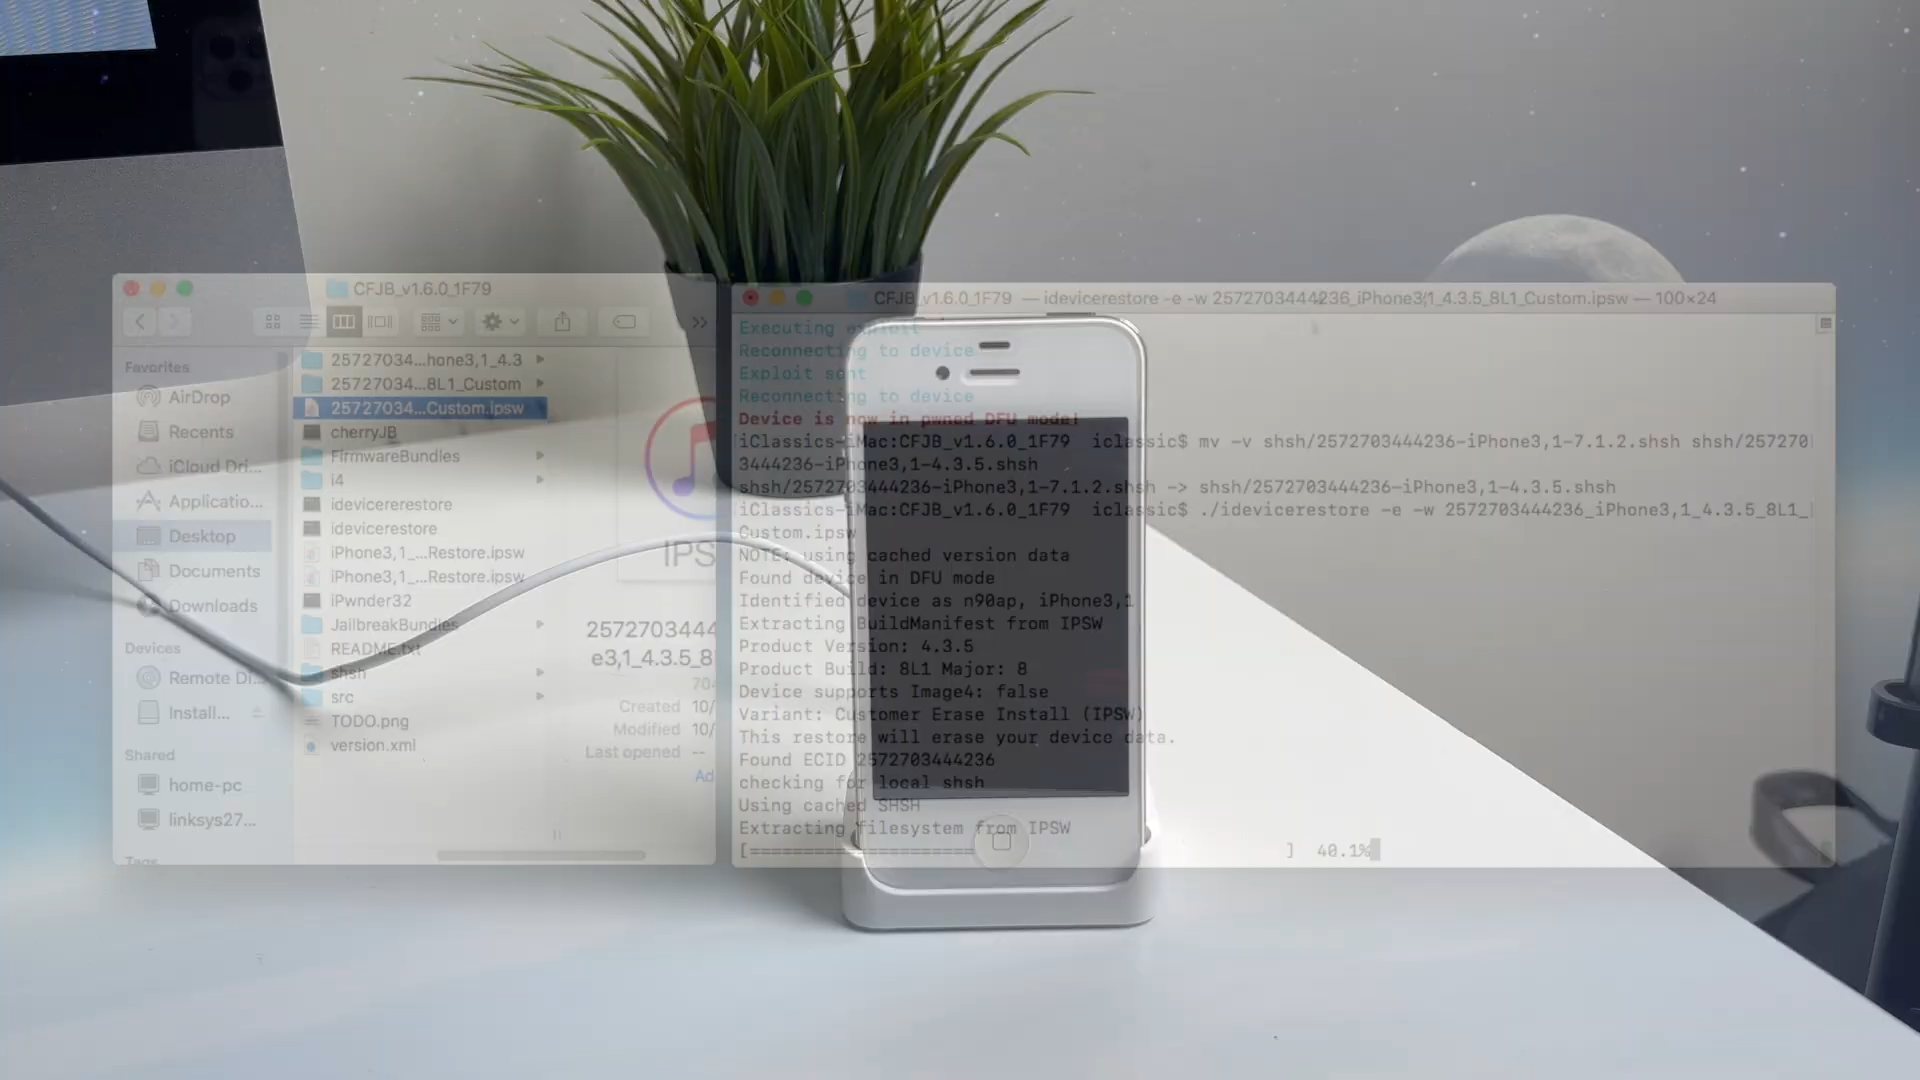 CFJB_v1.6.0_1F79
Favorites
AirDrop
Recents
iCloud Dri...
Applicatio...
Desktop
Documents
Downloads
Devices
Remote Di...
Install...
Shared
home-pc
linksys27...
Tags
25727034...hone3,1_4.3
25727034...8L1_Custom
25727034...Custom.ipsw
cherryJB
FirmwareBundles
i4
idevicererestore
idevicerestore
iPhone3,1_...Restore.ipsw
iPhone3,1_...Restore.ipsw
iPwnder32
JailbreakBundles
README.txt
shsh
src
TODO.png
version.xml
IPS
2572703444
e3,1_4.3.5_8
Created 10/
Modified 10/
Last opened --
Ad
CFJB_v1.6.0_1F79 — idevicerestore -e -w 2572703444236_iPhone3,1_4.3.5_8L1_Custom.ipsw — 100×24
Executing exploit
Reconnecting to device
Exploit sent
Reconnecting to device
Device is now in pwned DFU mode!
iClassics-iMac:CFJB_v1.6.0_1F79 iclassic$ mv -v shsh/2572703444236-iPhone3,1-7.1.2.shsh shsh/257270
3444236-iPhone3,1-4.3.5.shsh
shsh/2572703444236-iPhone3,1-7.1.2.shsh -> shsh/2572703444236-iPhone3,1-4.3.5.shsh
iClassics-iMac:CFJB_v1.6.0_1F79 iclassic$ ./idevicerestore -e -w 2572703444236_iPhone3,1_4.3.5_8L1_
Custom.ipsw
NOTE: using cached version data
Found device in DFU mode
Identified device as n90ap, iPhone3,1
Extracting BuildManifest from IPSW
Product Version: 4.3.5
Product Build: 8L1 Major: 8
Device supports Image4: false
Variant: Customer Erase Install (IPSW)
This restore will erase your device data.
Found ECID 2572703444236
checking for local shsh
Using cached SHSH
Extracting filesystem from IPSW
[====================== ] 40.1%